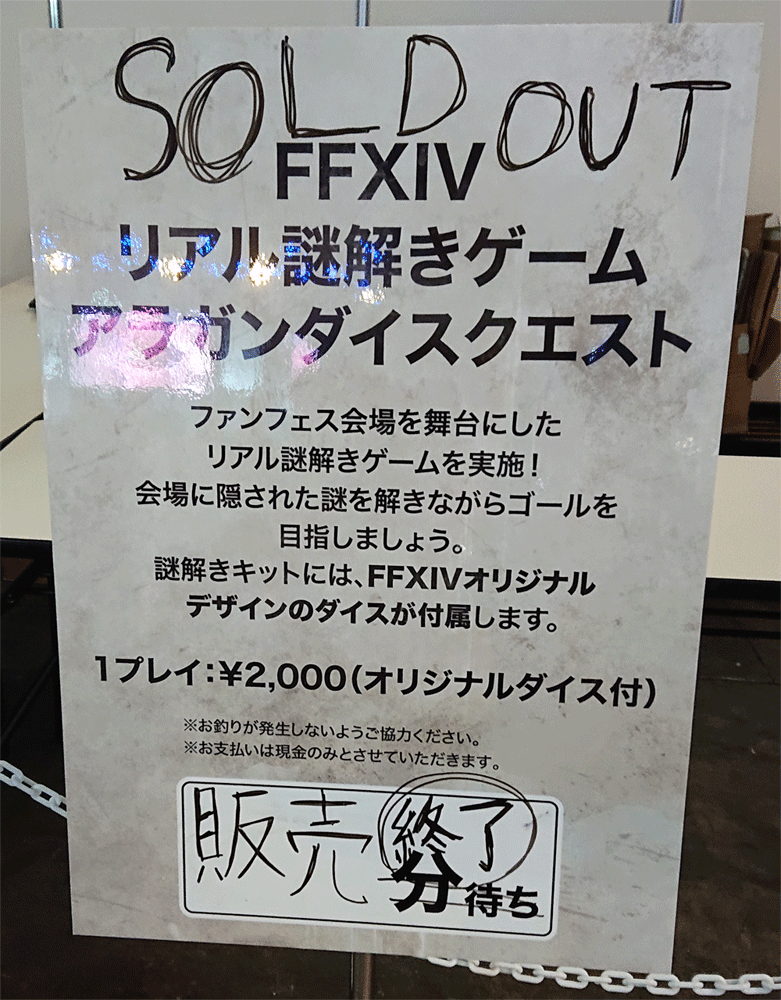 SOLD OUT
FFXIV
リアル謎解きゲーム
アラガンダイスクエスト
ファンフェス会場を舞台にした
リアル謎解きゲームを実施!
会場に隠された謎を解きながらゴールを
目指しましょう。
謎解きキットには、FFXIVオリジナル
デザインのダイスが付属します。
1プレイ:¥2,000(オリジナルダイス付)
※お釣りが発生しないようご協力ください。
※お支払いは現金のみとさせていただきます。
販売終了
分待ち